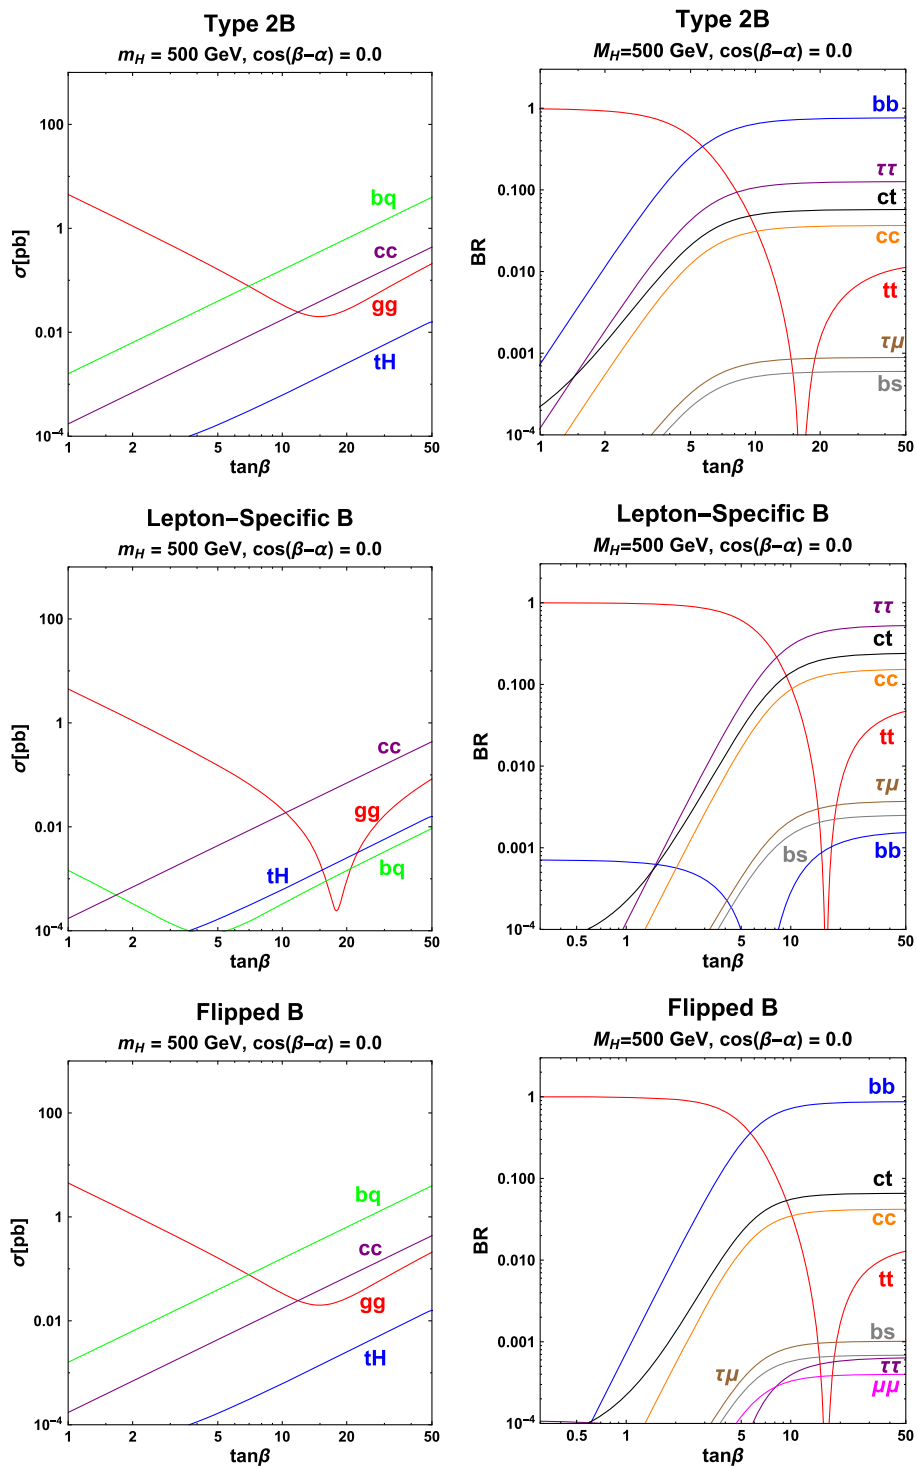 Type 2B
m_H = 500 GeV, cos(β−α) = 0.0
σ[pb]
100
1
0.01
10⁻⁴
bq
cc
gg
tH
1 2 5 10 20 50
tanβ
Type 2B
M_H=500 GeV, cos(β−α) = 0.0
BR
1
0.100
0.010
0.001
10⁻⁴
bb
ττ
ct
cc
tt
τμ
bs
1 2 5 10 20 50
tanβ
Lepton−Specific B
m_H = 500 GeV, cos(β−α) = 0.0
σ[pb]
100
1
0.01
10⁻⁴
cc
gg
tH
bq
1 2 5 10 20 50
tanβ
Lepton−Specific B
M_H=500 GeV, cos(β−α) = 0.0
BR
1
0.100
0.010
0.001
10⁻⁴
ττ
ct
cc
tt
τμ
bs
bb
0.5 1 5 10 50
tanβ
Flipped B
m_H = 500 GeV, cos(β−α) = 0.0
σ[pb]
100
1
0.01
10⁻⁴
bq
cc
gg
tH
1 2 5 10 20 50
tanβ
Flipped B
M_H=500 GeV, cos(β−α) = 0.0
BR
1
0.100
0.010
0.001
10⁻⁴
bb
ct
cc
tt
bs
τμ
ττ
μμ
0.5 1 5 10 50
tanβ